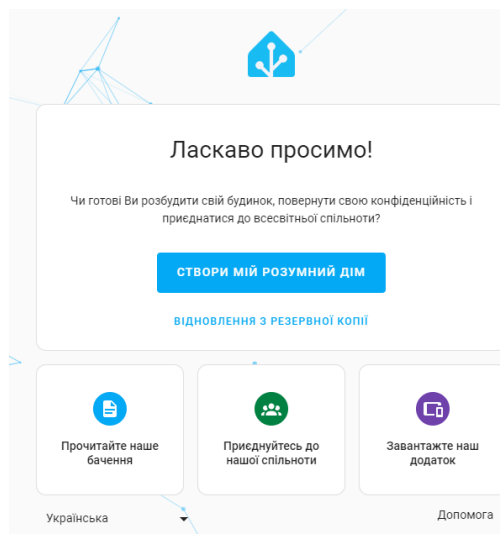 Ласкаво просимо!
Чи готові Ви розбудити свій будинок, повернути свою конфіденційність і
приєднатися до всесвітньої спільноти?
СТВОРИ МІЙ РОЗУМНИЙ ДІМ
ВІДНОВЛЕННЯ З РЕЗЕРВНОЇ КОПІЇ
Прочитайте наше
бачення
Приєднуйтесь до
нашої спільноти
Завантажте наш
додаток
Українська
Допомога